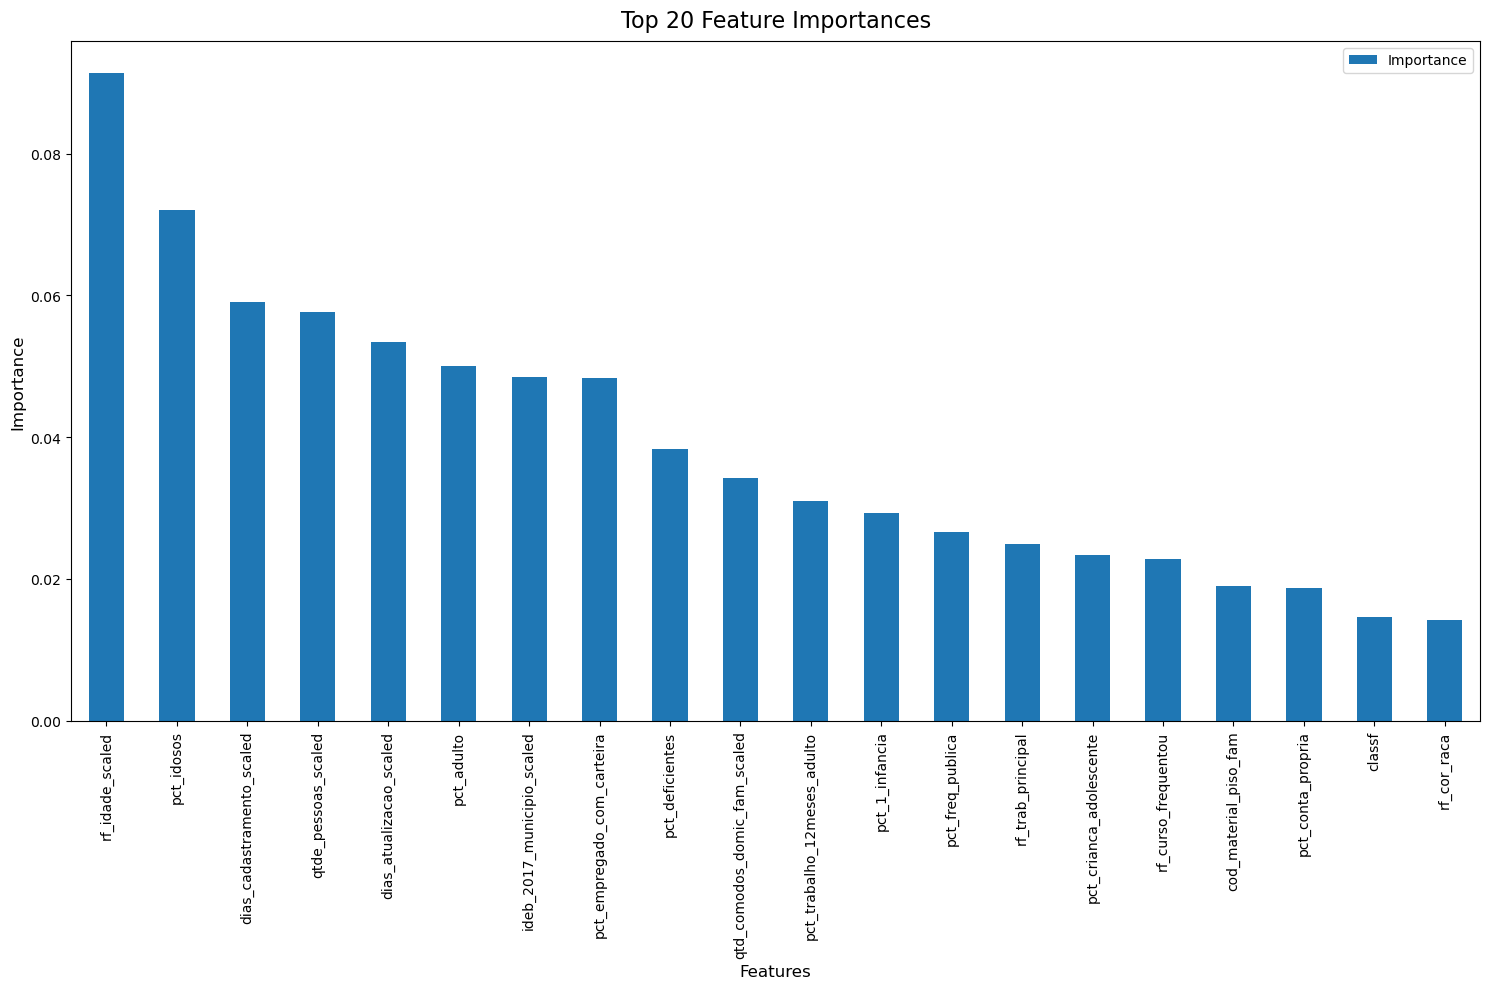 Top 20 Feature Importances
Importance
Importance
0.08
0.06
0.04
0.02
0.00
rf_idade_scaled
pct_idosos
dias_cadastramento_scaled
qtde_pessoas_scaled
dias_atualizacao_scaled
pct_adulto
ideb_2017_municipio_scaled
pct_empregado_com_carteira
pct_deficientes
qtd_comodos_domic_fam_scaled
pct_trabalho_12meses_adulto
pct_1_infancia
pct_freq_publica
rf_trab_principal
pct_crianca_adolescente
rf_curso_frequentou
cod_material_piso_fam
pct_conta_propria
classf
rf_cor_raca
Features